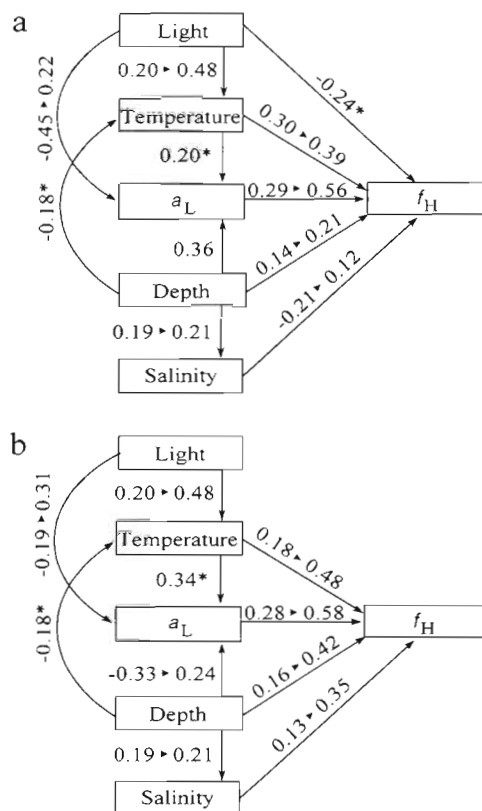 a
Light
0.20 ▸ 0.48
-0.24*
-0.45 ▸ 0.22
Temperature
0.30 ▸ 0.39
0.20*
-0.18*
a_L
0.29 ▸ 0.56
f_H
0.36
0.14 ▸ 0.21
Depth
-0.21 ▸ 0.12
0.19 ▸ 0.21
Salinity
b
Light
0.20 ▸ 0.48
-0.19 ▸ 0.31
Temperature
0.18 ▸ 0.48
0.34*
-0.18*
a_L
0.28 ▸ 0.58
f_H
-0.33 ▸ 0.24
0.16 ▸ 0.42
Depth
0.13 ▸ 0.35
0.19 ▸ 0.21
Salinity